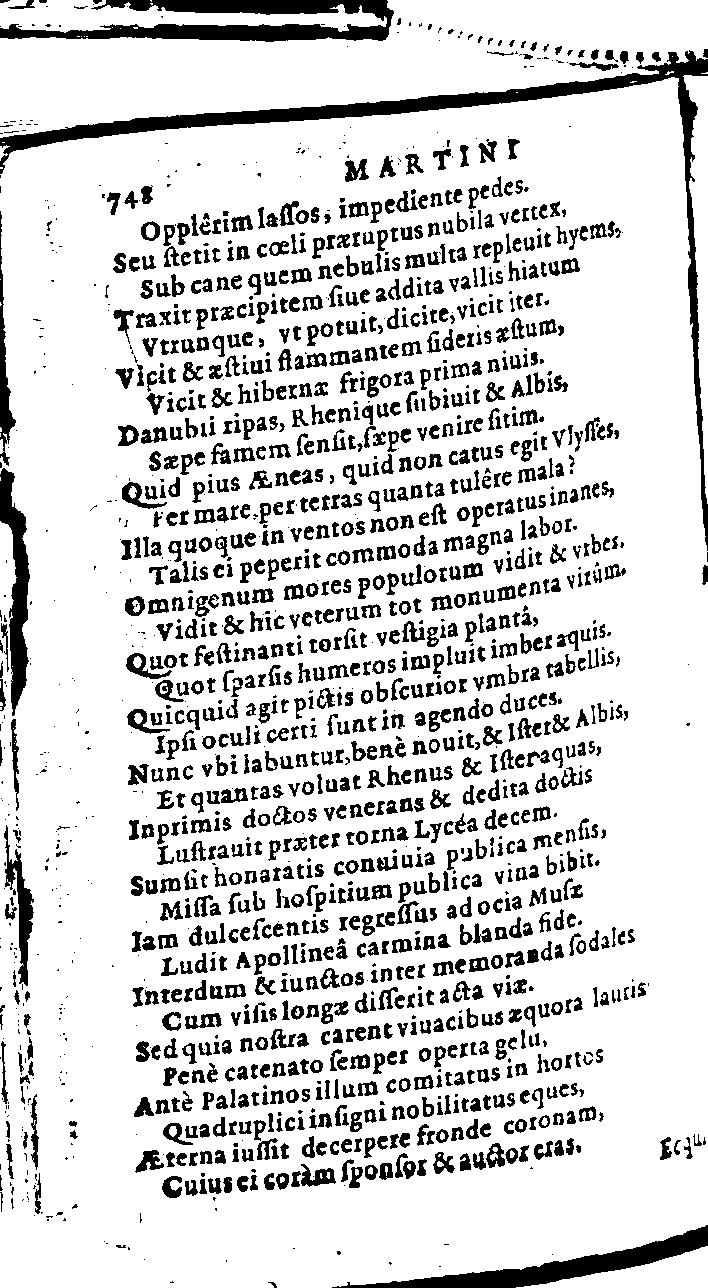 748 MARTINI
Opplêrim laſſos, impediente pedes.
Seu ſtetit in cœli præruptus nubila vertex,
Sub cane quem nebulis multa repleuit hyems,
Traxit præcipitem ſiue addita vallis hiatum
Vtrunque, vt potuit, dicite, vicit iter.
Vicit & æſtiui flammantem ſideris æſtum,
Vicit & hibernæ frigora prima niuis.
Danubii ripas, Rhenique ſubiuit & Albis,
Sæpe famem ſenſit, ſæpe venire ſitim.
Quid pius Æneas, quid non catus egit Vlyſſes,
Per mare, per terras quanta tulêre mala?
Illa quoque in ventos non eſt operatus inanes,
Talis ei peperit commoda magna labor.
Omnigenum mores populorum vidit & vrbes.
Vidit & hic veterum tot monumenta virûm.
Quot feſtinanti torſit veſtigia plantâ,
Quot ſparſis humeros impluit imber aquis.
Quicquid agit pictis obſcurior vmbra tabellis,
Ipſi oculi certi ſunt in agendo duces.
Nunc vbi labuntur, benè nouit, & Iſter & Albis,
Et quantas voluat Rhenus & Iſter aquas,
Inprimis doctos venerans & dedita doctis
Luſtrauit præter torna Lycéa decem.
Sumſit honaratis conuiuia publica menſis,
Miſſa ſub hoſpitium publica vina bibit.
Iam dulceſcentis regreſſus ad ocia Muſæ
Ludit Apollineâ carmina blanda fide.
Interdum & iunctos inter memoranda ſodales
Cum viſis longæ differit acta viæ.
Sed quia noſtra carent viuacibus æquora lauris
Penè catenato ſemper operta gelu,
Antè Palatinos illum comitatus in hortos
Quadruplici inſigni nobilitatus eques,
Æterna iuſſit decerpere fronde coronam,
Cuius ei coràm ſponſor & auctor eras.